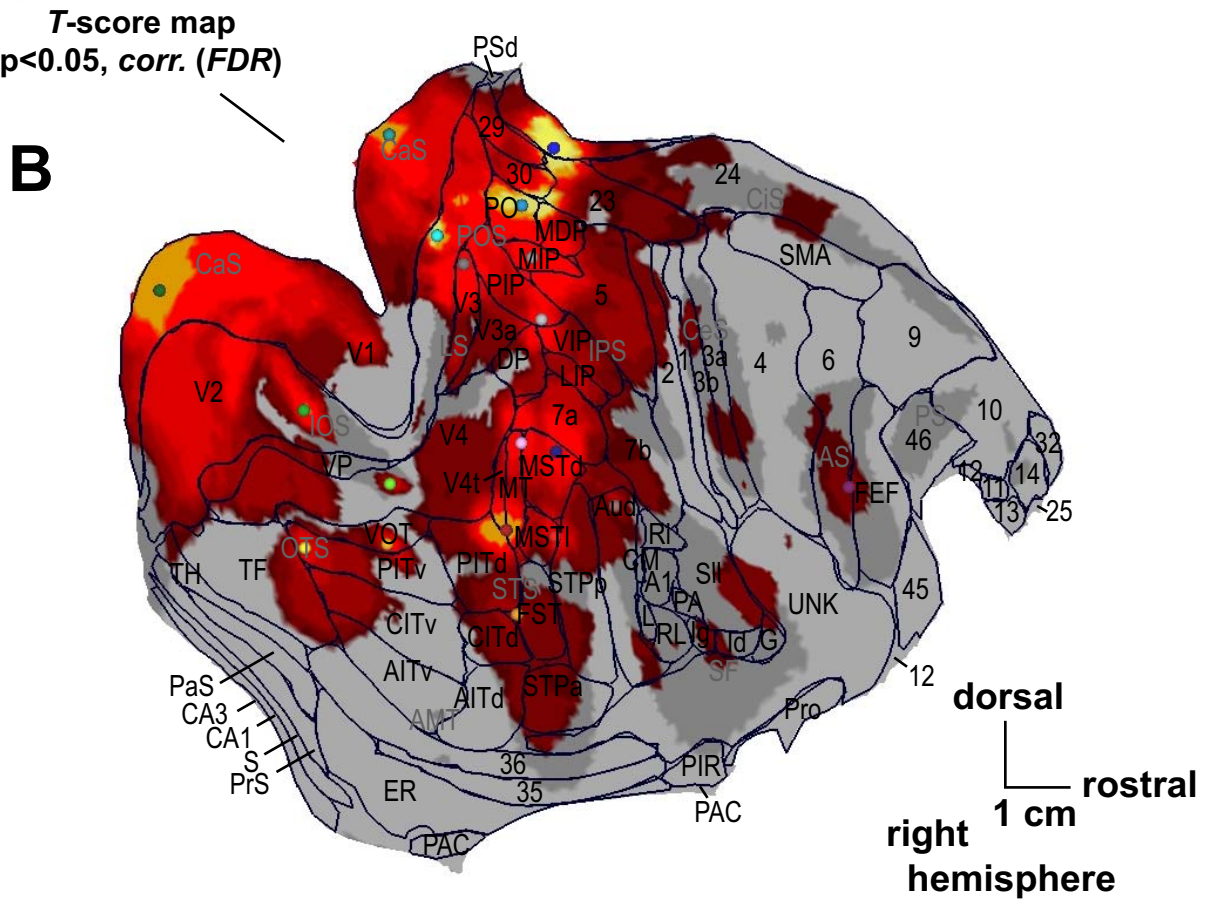 T-score map
p<0.05, corr. (FDR)
B
PSd
29
CaS
30
24
CiS
23
PO
POS
MDP
SMA
MIP
CaS
PIP
5
V3
V3a
CeS
9
LS
VIP
IPS
V1
DP
1
3a
4
6
LIP
2
3b
V2
7a
10
PS
IOS
V4
7b
46
32
AS
VP
MSTd
12
14
V4t
MT
11
FEF
Aud
13
25
VOT
MSTl
RI
OTS
PITd
CM
TH
TF
PITv
STS
STPp
A1
SII
45
PA
UNK
CITv
FST
L
CITd
RL
Ig
Id
G
AITv
SF
12
PaS
STPa
AITd
CA3
AMT
Pro
dorsal
CA1
S
36
PIR
PrS
ER
35
rostral
PAC
1 cm
PAC
right
hemisphere